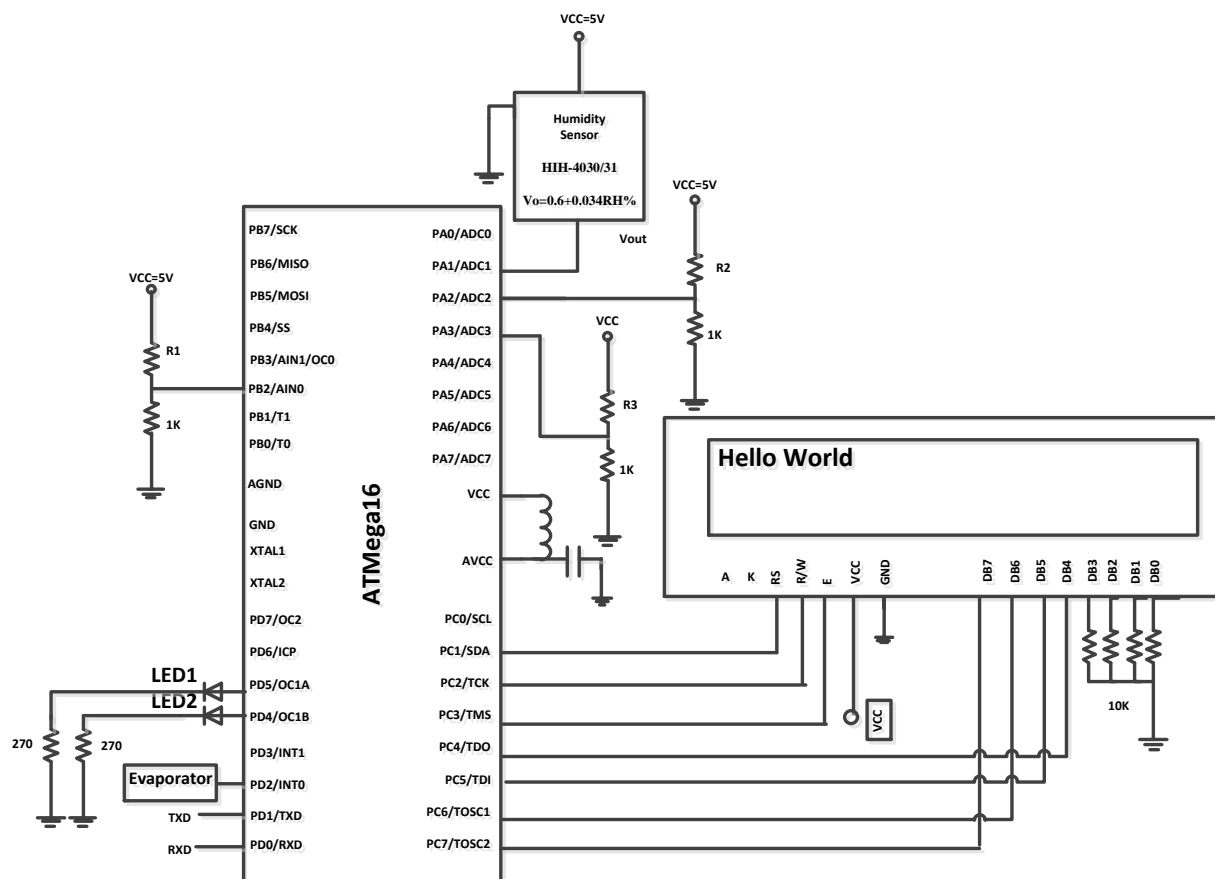 VCC=5V
Humidity
Sensor
HIH-4030/31
Vo=0.6+0.034RH%
Vout
VCC=5V
R2
1K
VCC
R3
1K
VCC=5V
R1
1K
PB7/SCK
PB6/MISO
PB5/MOSI
PB4/SS
PB3/AIN1/OC0
PB2/AIN0
PB1/T1
PB0/T0
AGND
GND
XTAL1
XTAL2
PD7/OC2
PD6/ICP
PD5/OC1A
PD4/OC1B
PD3/INT1
PD2/INT0
PD1/TXD
PD0/RXD
ATMega16
PA0/ADC0
PA1/ADC1
PA2/ADC2
PA3/ADC3
PA4/ADC4
PA5/ADC5
PA6/ADC6
PA7/ADC7
VCC
AVCC
PC0/SCL
PC1/SDA
PC2/TCK
PC3/TMS
PC4/TDO
PC5/TDI
PC6/TOSC1
PC7/TOSC2
LED1
LED2
270
270
Evaporator
TXD
RXD
Hello World
A
K
RS
R/W
E
VCC
GND
DB7
DB6
DB5
DB4
DB3
DB2
DB1
DB0
10K
VCC